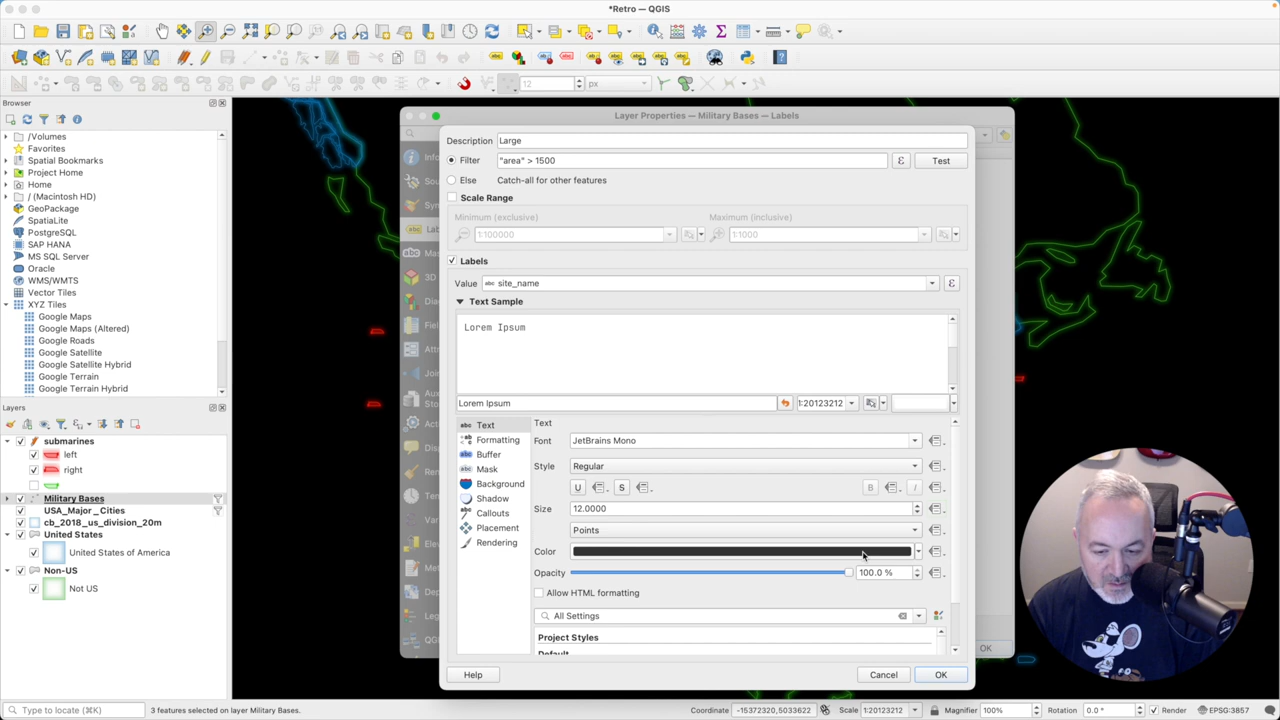 *Retro — QGIS
12
px
Browser
/Volumes
Favorites
Spatial Bookmarks
Project Home
Home
/ (Macintosh HD)
GeoPackage
SpatiaLite
PostgreSQL
SAP HANA
MS SQL Server
Oracle
WMS/WMTS
Vector Tiles
XYZ Tiles
Google Maps
Google Maps (Altered)
Google Roads
Google Satellite
Google Satellite Hybrid
Google Terrain
Google Terrain Hybrid
Layers
submarines
left
right
Military Bases
USA_Major_Cities
cb_2018_us_division_20m
United States
United States of America
Non-US
Not US
Layer Properties — Military Bases — Labels
Description Large
Filter "area" > 1500 ε Test
Else Catch-all for other features
Scale Range
Minimum (exclusive) Maximum (inclusive)
1:100000 1:1000
Labels
Value abc site_name ε
Text Sample
Lorem Ipsum
Lorem Ipsum 1:20123212
Text
Formatting
Buffer
Mask
Background
Shadow
Callouts
Placement
Rendering
Text
Font JetBrains Mono
Style Regular
U S B I
Size 12.0000
Points
Color
Opacity 100.0 %
Allow HTML formatting
All Settings
Project Styles
Default
Help Cancel OK
OK
Type to locate (⌘K) 3 features selected on layer Military Bases. Coordinate -15372320,5033622 Scale 1:20123212 Magnifier 100% Rotation 0.0 ° Render EPSG:3857